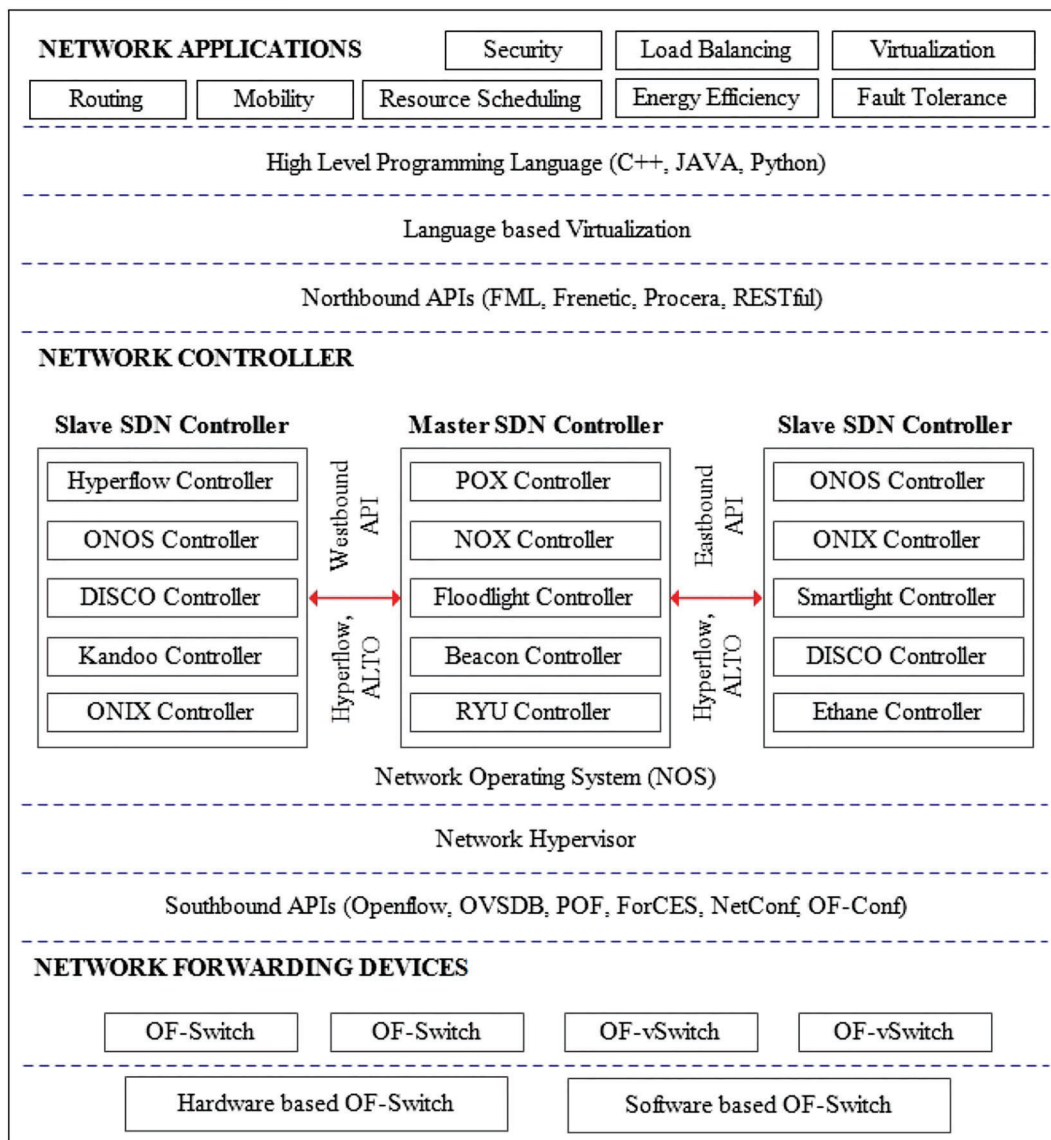 NETWORK APPLICATIONS
Security
Load Balancing
Virtualization
Routing
Mobility
Resource Scheduling
Energy Efficiency
Fault Tolerance
High Level Programming Language (C++, JAVA, Python)
Language based Virtualization
Northbound APIs (FML, Frenetic, Procera, RESTful)
NETWORK CONTROLLER
Slave SDN Controller
Hyperflow Controller
ONOS Controller
DISCO Controller
Kandoo Controller
ONIX Controller
Westbound
API
Hyperflow,
ALTO
Master SDN Controller
POX Controller
NOX Controller
Floodlight Controller
Beacon Controller
RYU Controller
Eastbound
API
Hyperflow,
ALTO
Slave SDN Controller
ONOS Controller
ONIX Controller
Smartlight Controller
DISCO Controller
Ethane Controller
Network Operating System (NOS)
Network Hypervisor
Southbound APIs (Openflow, OVSDB, POF, ForCES, NetConf, OF-Conf)
NETWORK FORWARDING DEVICES
OF-Switch
OF-Switch
OF-vSwitch
OF-vSwitch
Hardware based OF-Switch
Software based OF-Switch